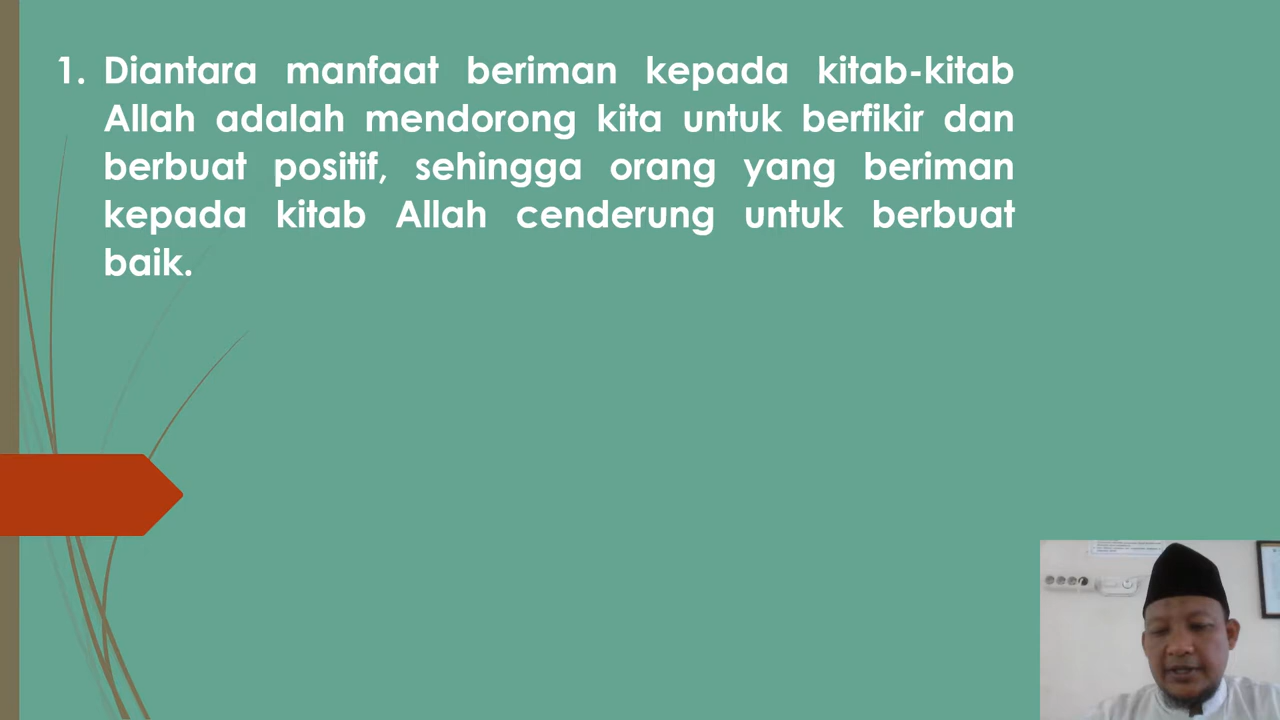 1. Diantara manfaat beriman kepada kitab-kitab
Allah adalah mendorong kita untuk berfikir dan
berbuat positif, sehingga orang yang beriman
kepada kitab Allah cenderung untuk berbuat
baik.